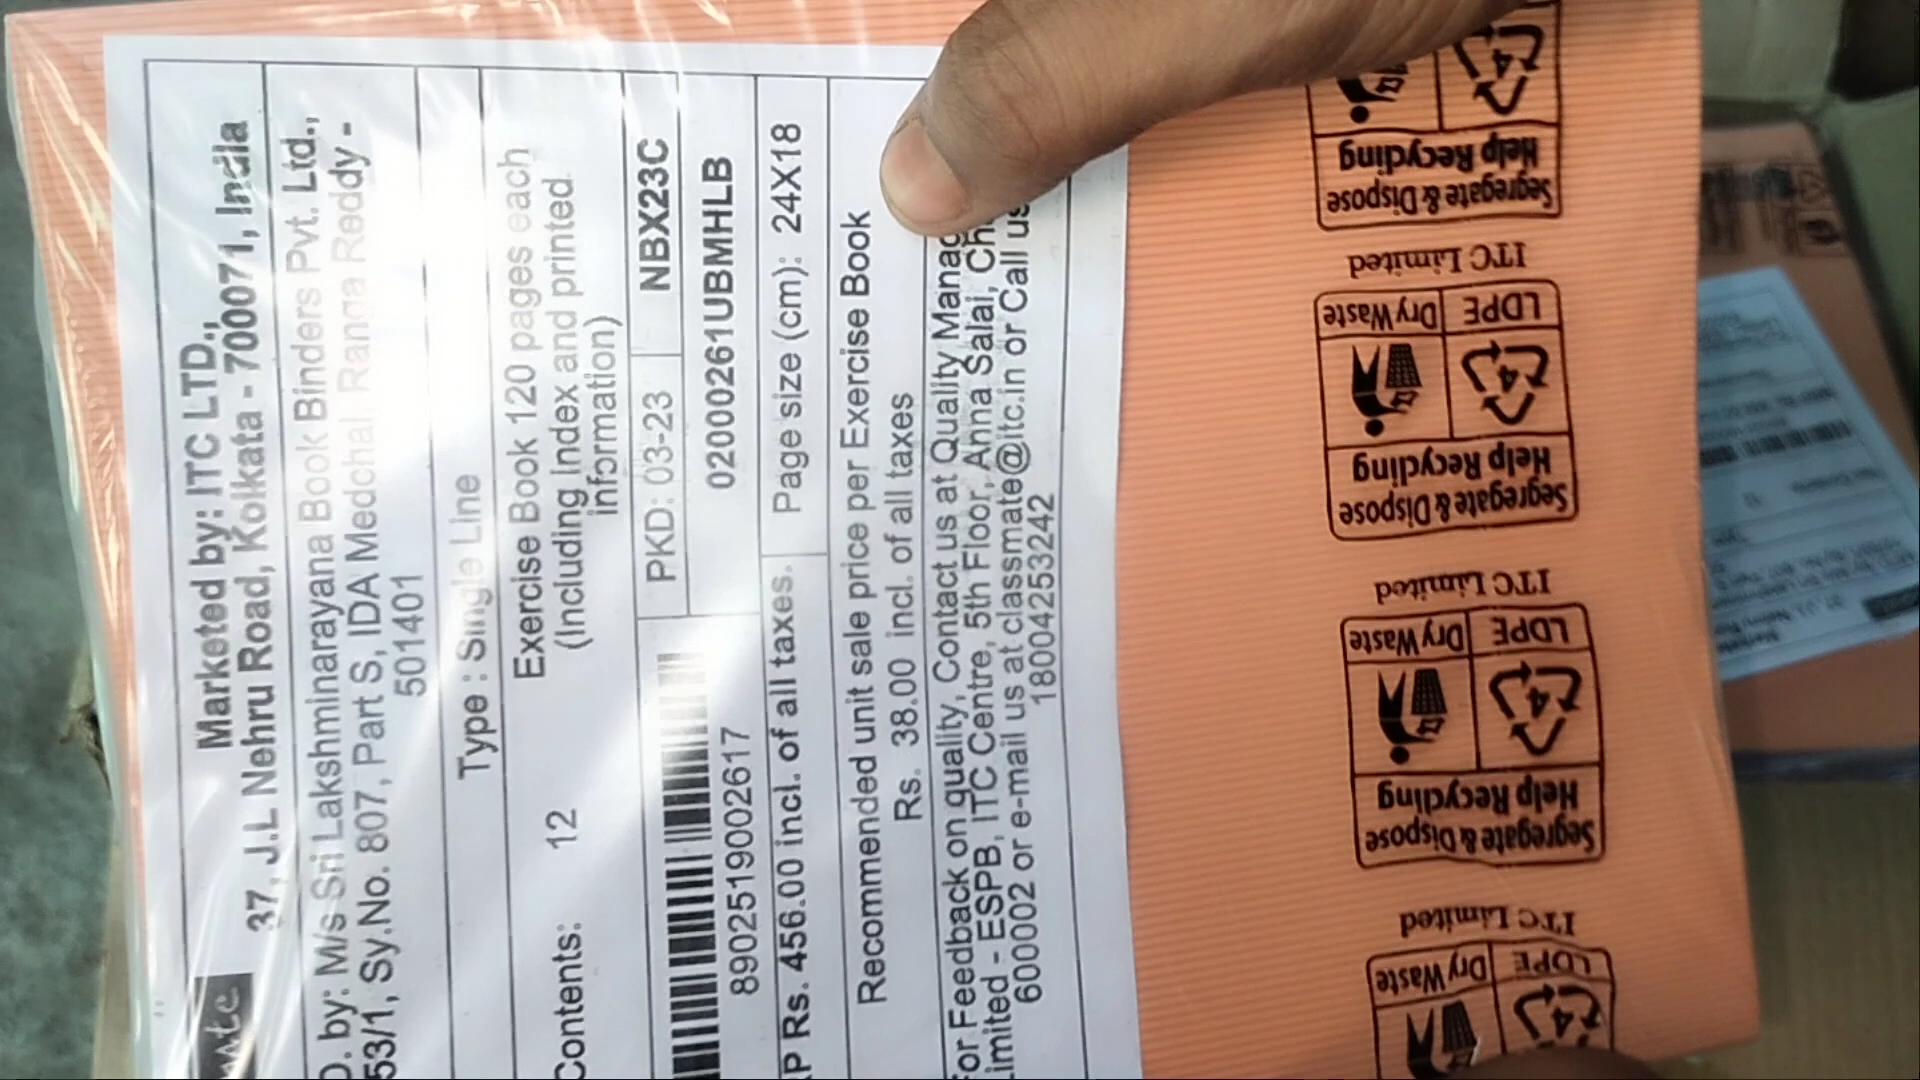 Marketed by: ITC LTD.,
37, J.L Nehru Road, Kolkata - 700071, India
D. by: M/s Sri Lakshminarayana Book Binders Pvt. Ltd.,
53/1, Sy.No. 807, Part S, IDA Medchal, Ranga Reddy -
501401
Type : Single Line
Contents: 12
Exercise Book 120 pages each
(Including Index and printed
information)
PKD: 03-23
NBX23C
8902519002617
02000261UBMHLB
P Rs. 456.00 incl. of all taxes.
Page size (cm): 24X18
Recommended unit sale price per Exercise Book
Rs. 38.00 incl. of all taxes
For Feedback on quality, Contact us at Quality Manag
Limited - ESPB, ITC Centre, 5th Floor, Anna Salai, Ch
600002 or e-mail us at classmate@itc.in or Call us
18004253242
Segregate & Dispose
Help Recycling
ITC Limited
LDPE
Dry Waste
4
Help Recycling
Segregate & Dispose
ITC Limited
LDPE
Dry Waste
4
Help Recycling
Segregate & Dispose
ITC Limited
LDPE
Dry Waste